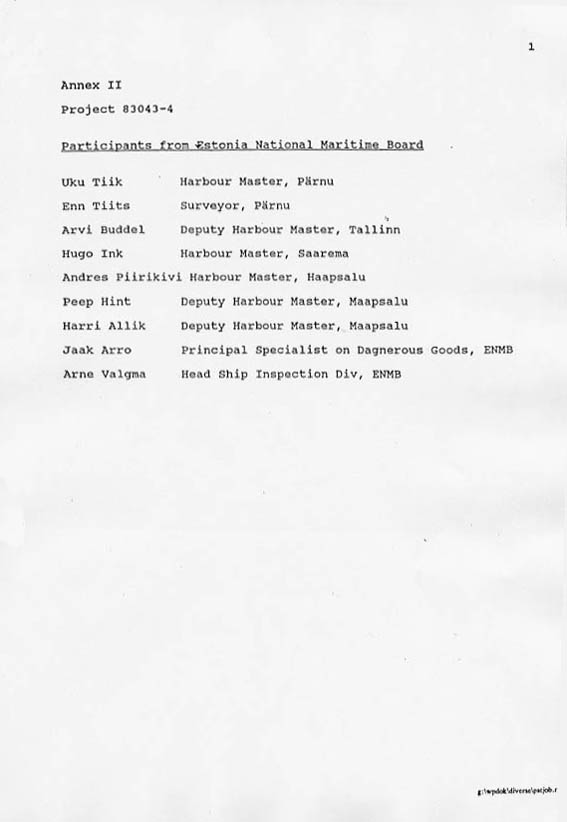 1
Annex II
Project 83043-4
Participants from Estonia National Maritime Board
Uku Tiik Harbour Master, Pärnu
Enn Tiits Surveyor, Pärnu
Arvi Buddel Deputy Harbour Master, Tallinn
Hugo Ink Harbour Master, Saarema
Andres Piirikivi Harbour Master, Haapsalu
Peep Hint Deputy Harbour Master, Maapsalu
Harri Allik Deputy Harbour Master, Maapsalu
Jaak Arro Principal Specialist on Dagnerous Goods, ENMB
Arne Valgma Head Ship Inspection Div, ENMB